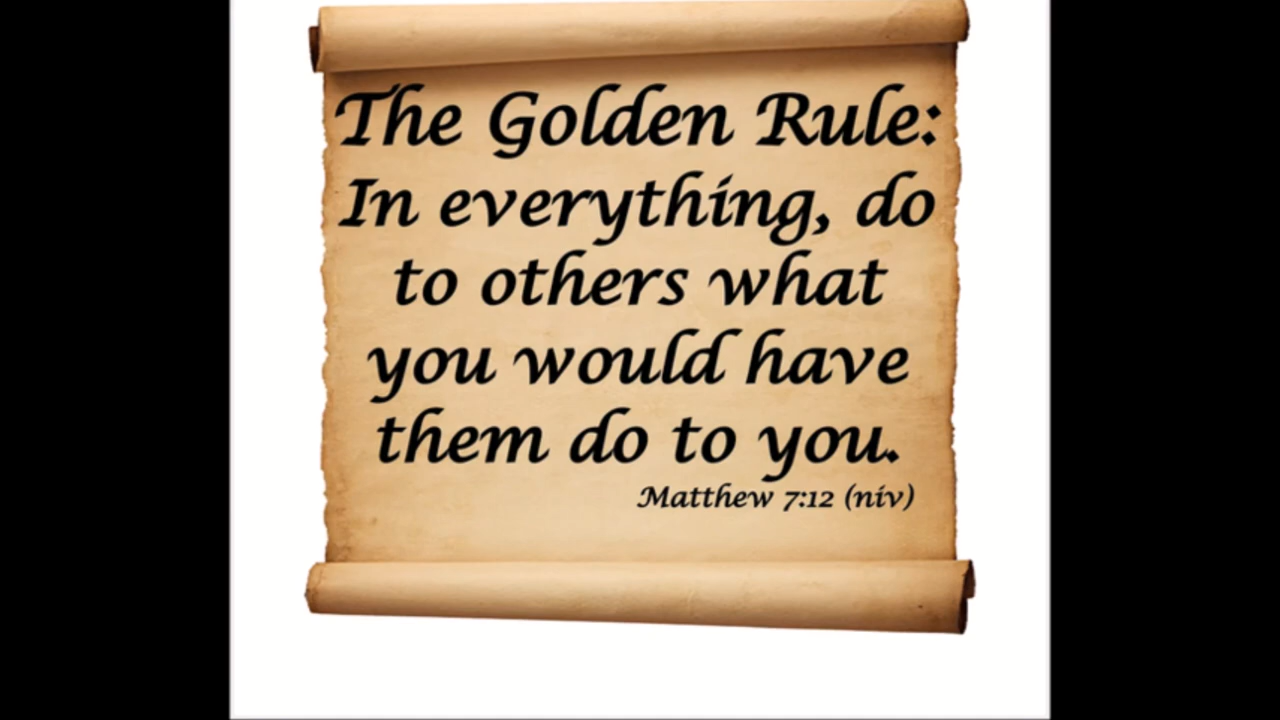 The Golden Rule:
In everything, do
to others what
you would have
them do to you.
Matthew 7:12 (niv)